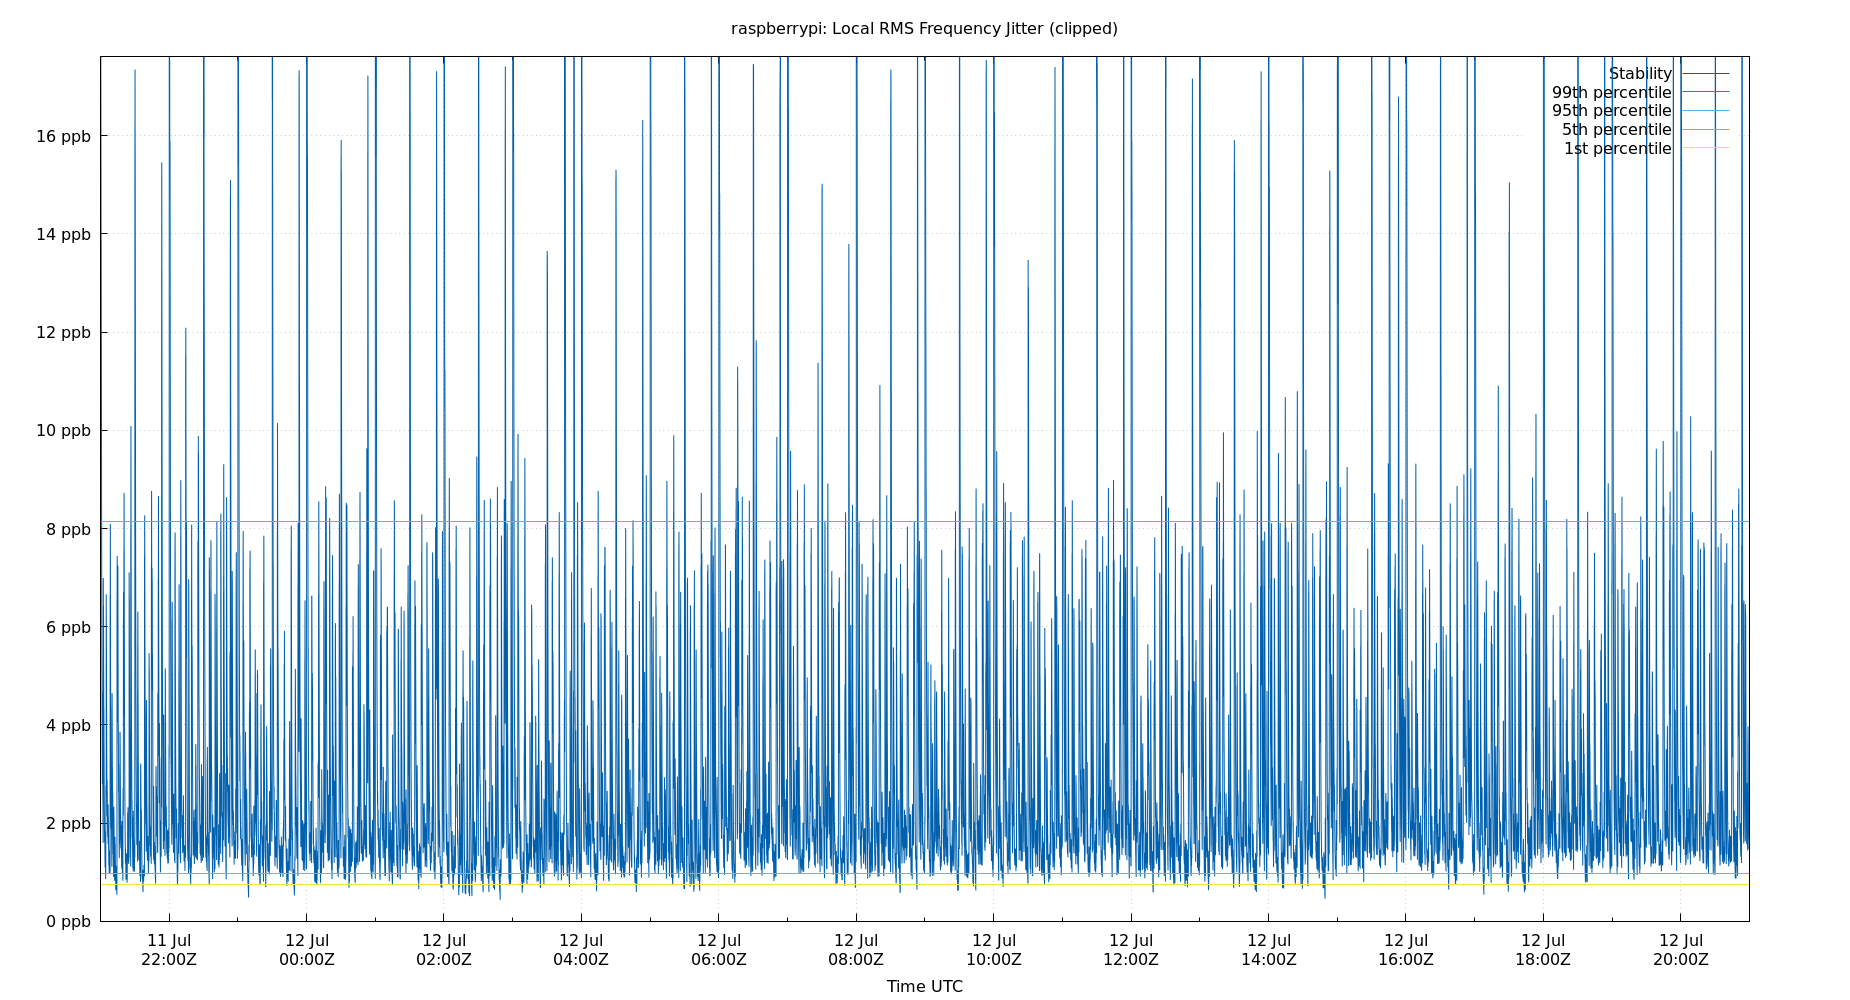 raspberrypi: Local RMS Frequency Jitter (clipped)
Stability
99th percentile
95th percentile
5th percentile
1st percentile
16 ppb
14 ppb
12 ppb
10 ppb
8 ppb
6 ppb
4 ppb
2 ppb
0 ppb
11 Jul 12 Jul 12 Jul 12 Jul 12 Jul 12 Jul 12 Jul 12 Jul 12 Jul 12 Jul 12 Jul 12 Jul
22:00Z 00:00Z 02:00Z 04:00Z 06:00Z 08:00Z 10:00Z 12:00Z 14:00Z 16:00Z 18:00Z 20:00Z
Time UTC